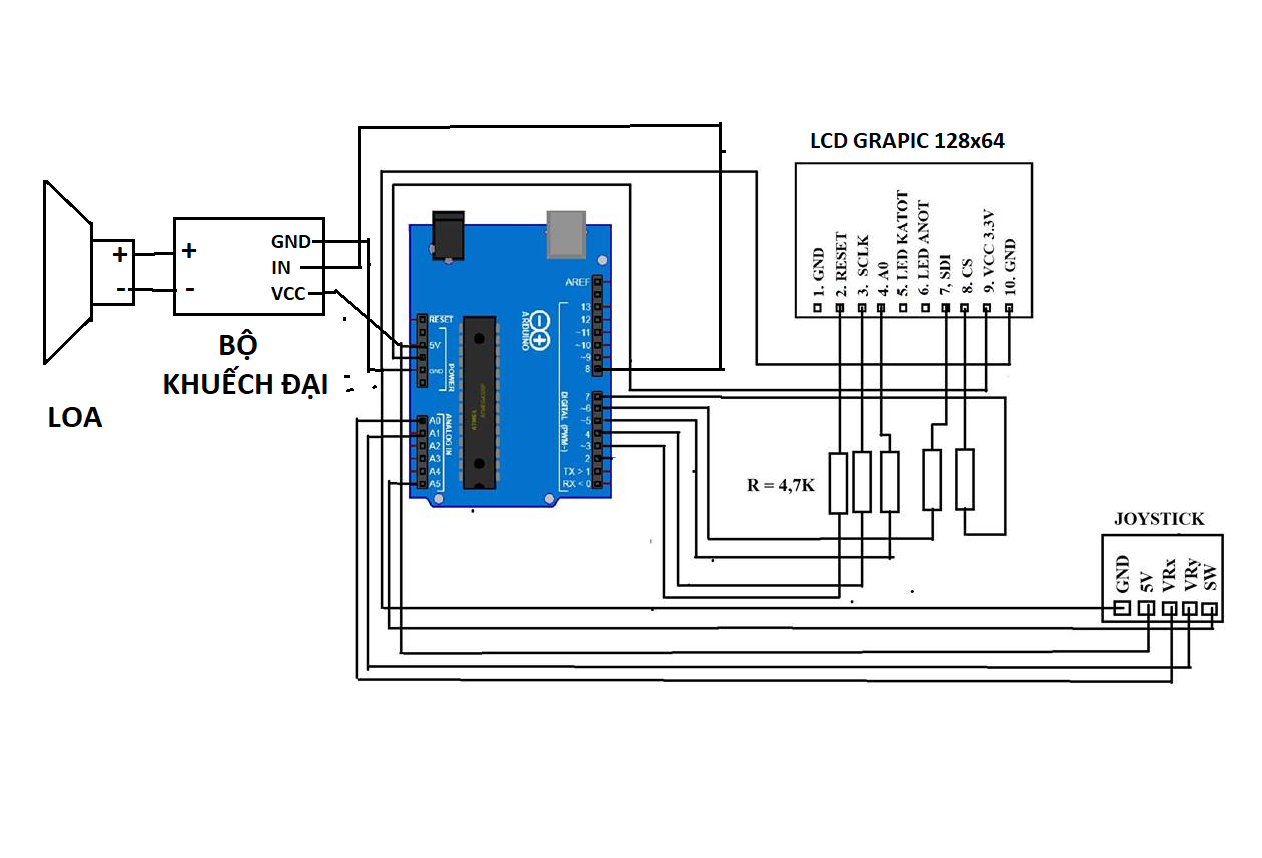 LCD GRAPIC 128x64
1. GND
2. RESET
3. SCLK
4. A0
5. LED KATOT
6. LED ANOT
7, SDI
8. CS
9. VCC 3.3V
10. GND
+
-
+
-
GND
IN
VCC
BỘ
KHUẾCH ĐẠI
LOA
RESET
5V
GND
POWER
A0
A1
A2
A3
A4
A5
ANALOG IN
ARDUINO
AREF
13
12
~11
~10
~9
8
7
~6
~5
4
~3
2
TX > 1
RX < 0
DIGITAL (PWM~)
R = 4,7K
JOYSTICK
GND
5V
VRx
VRy
SW